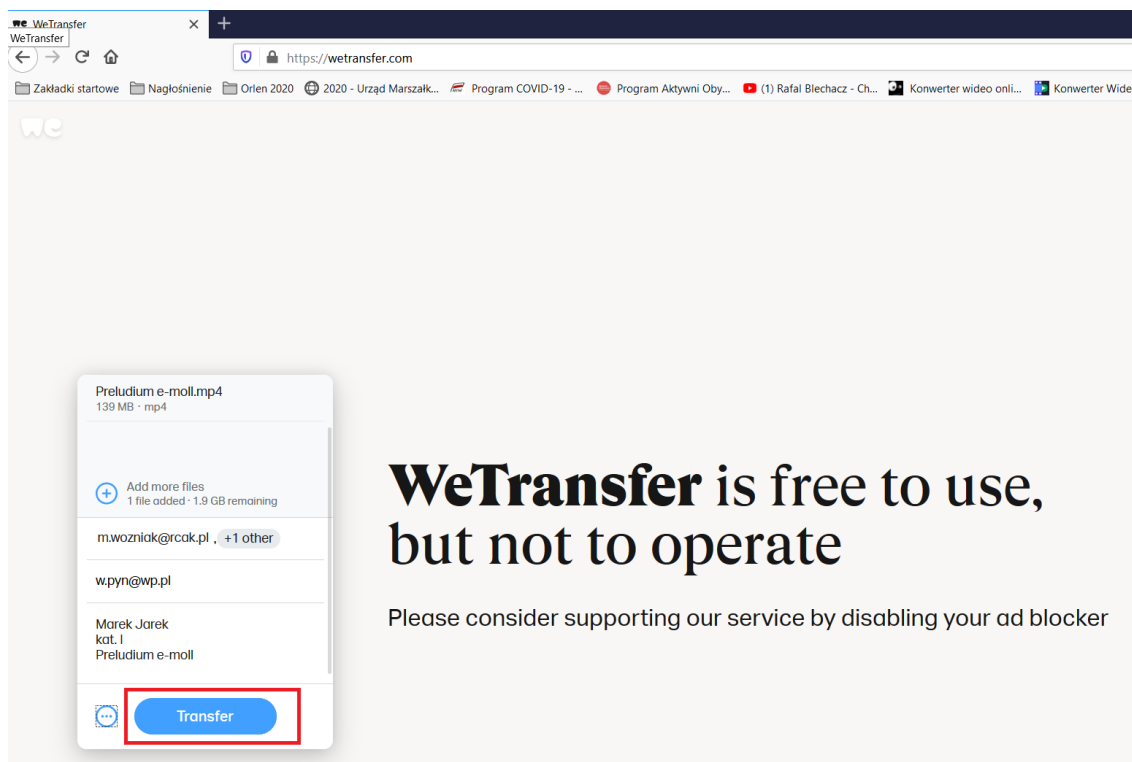 we WeTransfer
WeTransfer
https://wetransfer.com
Zakładki startowe Nagłośnienie Orlen 2020 2020 - Urząd Marszałk... Program COVID-19 - ... Program Aktywni Oby... (1) Rafal Blechacz - Ch... Konwerter wideo onli... Konwerter Wide
we
Preludium e-moll.mp4
139 MB · mp4
Add more files
1 file added · 1.9 GB remaining
m.wozniak@rcak.pl , +1 other
w.pyn@wp.pl
Marek Jarek
kat. I
Preludium e-moll
Transfer
WeTransfer is free to use,
but not to operate
Please consider supporting our service by disabling your ad blocker